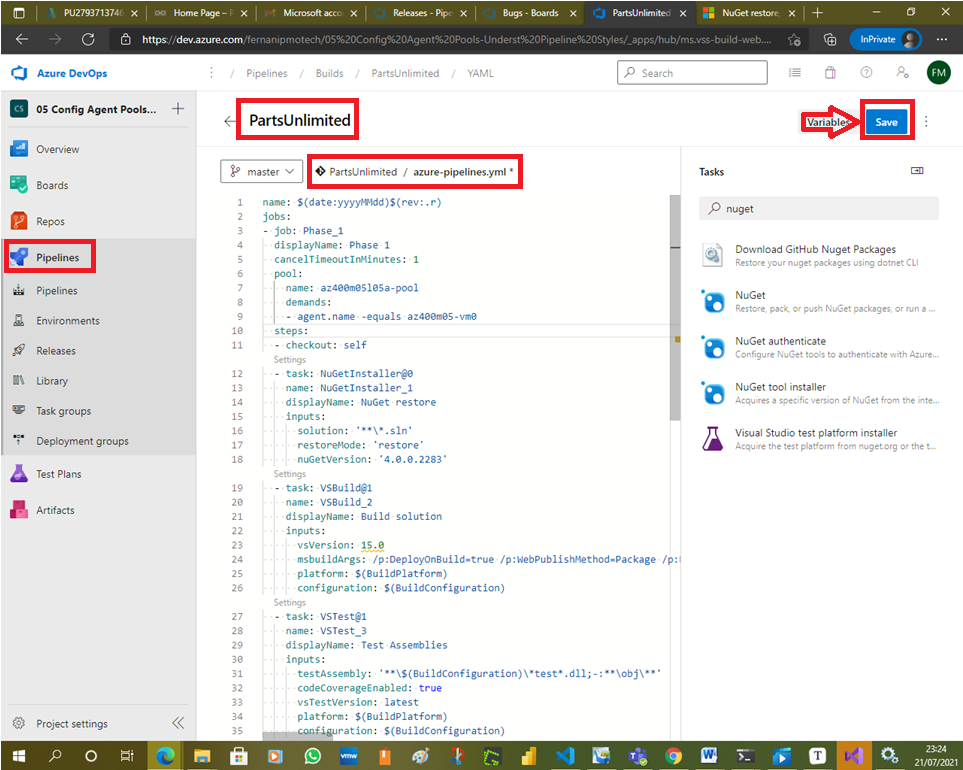 PU279371746
Home Page – P
Microsoft acco
Releases - Pipe
Bugs - Boards
PartsUnlimited
NuGet restore,
https://dev.azure.com/fernanipmotech/05%20Config%20Agent%20Pools-Underst%20Pipeline%20Styles/_apps/hub/ms.vss-build-web....
InPrivate
Azure DevOps
/ Pipelines / Builds / PartsUnlimited / YAML
Search
FM
CS 05 Config Agent Pools...
PartsUnlimited
Variables
Save
Overview
Boards
Repos
Pipelines
Pipelines
Environments
Releases
Library
Task groups
Deployment groups
Test Plans
Artifacts
Project settings
master
PartsUnlimited / azure-pipelines.yml *
1 name: $(date:yyyyMMdd)$(rev:.r)
2 jobs:
3 - job: Phase_1
4 displayName: Phase 1
5 cancelTimeoutInMinutes: 1
6 pool:
7 name: az400m05l05a-pool
8 demands:
9 - agent.name -equals az400m05-vm0
10 steps:
11 - checkout: self
Settings
12 - task: NuGetInstaller@0
13 name: NuGetInstaller_1
14 displayName: NuGet restore
15 inputs:
16 solution: '**\*.sln'
17 restoreMode: 'restore'
18 nuGetVersion: '4.0.0.2283'
Settings
19 - task: VSBuild@1
20 name: VSBuild_2
21 displayName: Build solution
22 inputs:
23 vsVersion: 15.0
24 msbuildArgs: /p:DeployOnBuild=true /p:WebPublishMethod=Package /p:
25 platform: $(BuildPlatform)
26 configuration: $(BuildConfiguration)
Settings
27 - task: VSTest@1
28 name: VSTest_3
29 displayName: Test Assemblies
30 inputs:
31 testAssembly: '**\$(BuildConfiguration)\*test*.dll;-:**\obj\**'
32 codeCoverageEnabled: true
33 vsTestVersion: latest
34 platform: $(BuildPlatform)
35 configuration: $(BuildConfiguration)
Tasks
nuget
Download GitHub Nuget Packages
Restore your nuget packages using dotnet CLI
NuGet
Restore, pack, or push NuGet packages, or run a ...
NuGet authenticate
Configure NuGet tools to authenticate with Azure...
NuGet tool installer
Acquires a specific version of NuGet from the inte...
Visual Studio test platform installer
Acquire the test platform from nuget.org or the t...
vmw
T
23:24
21/07/2021